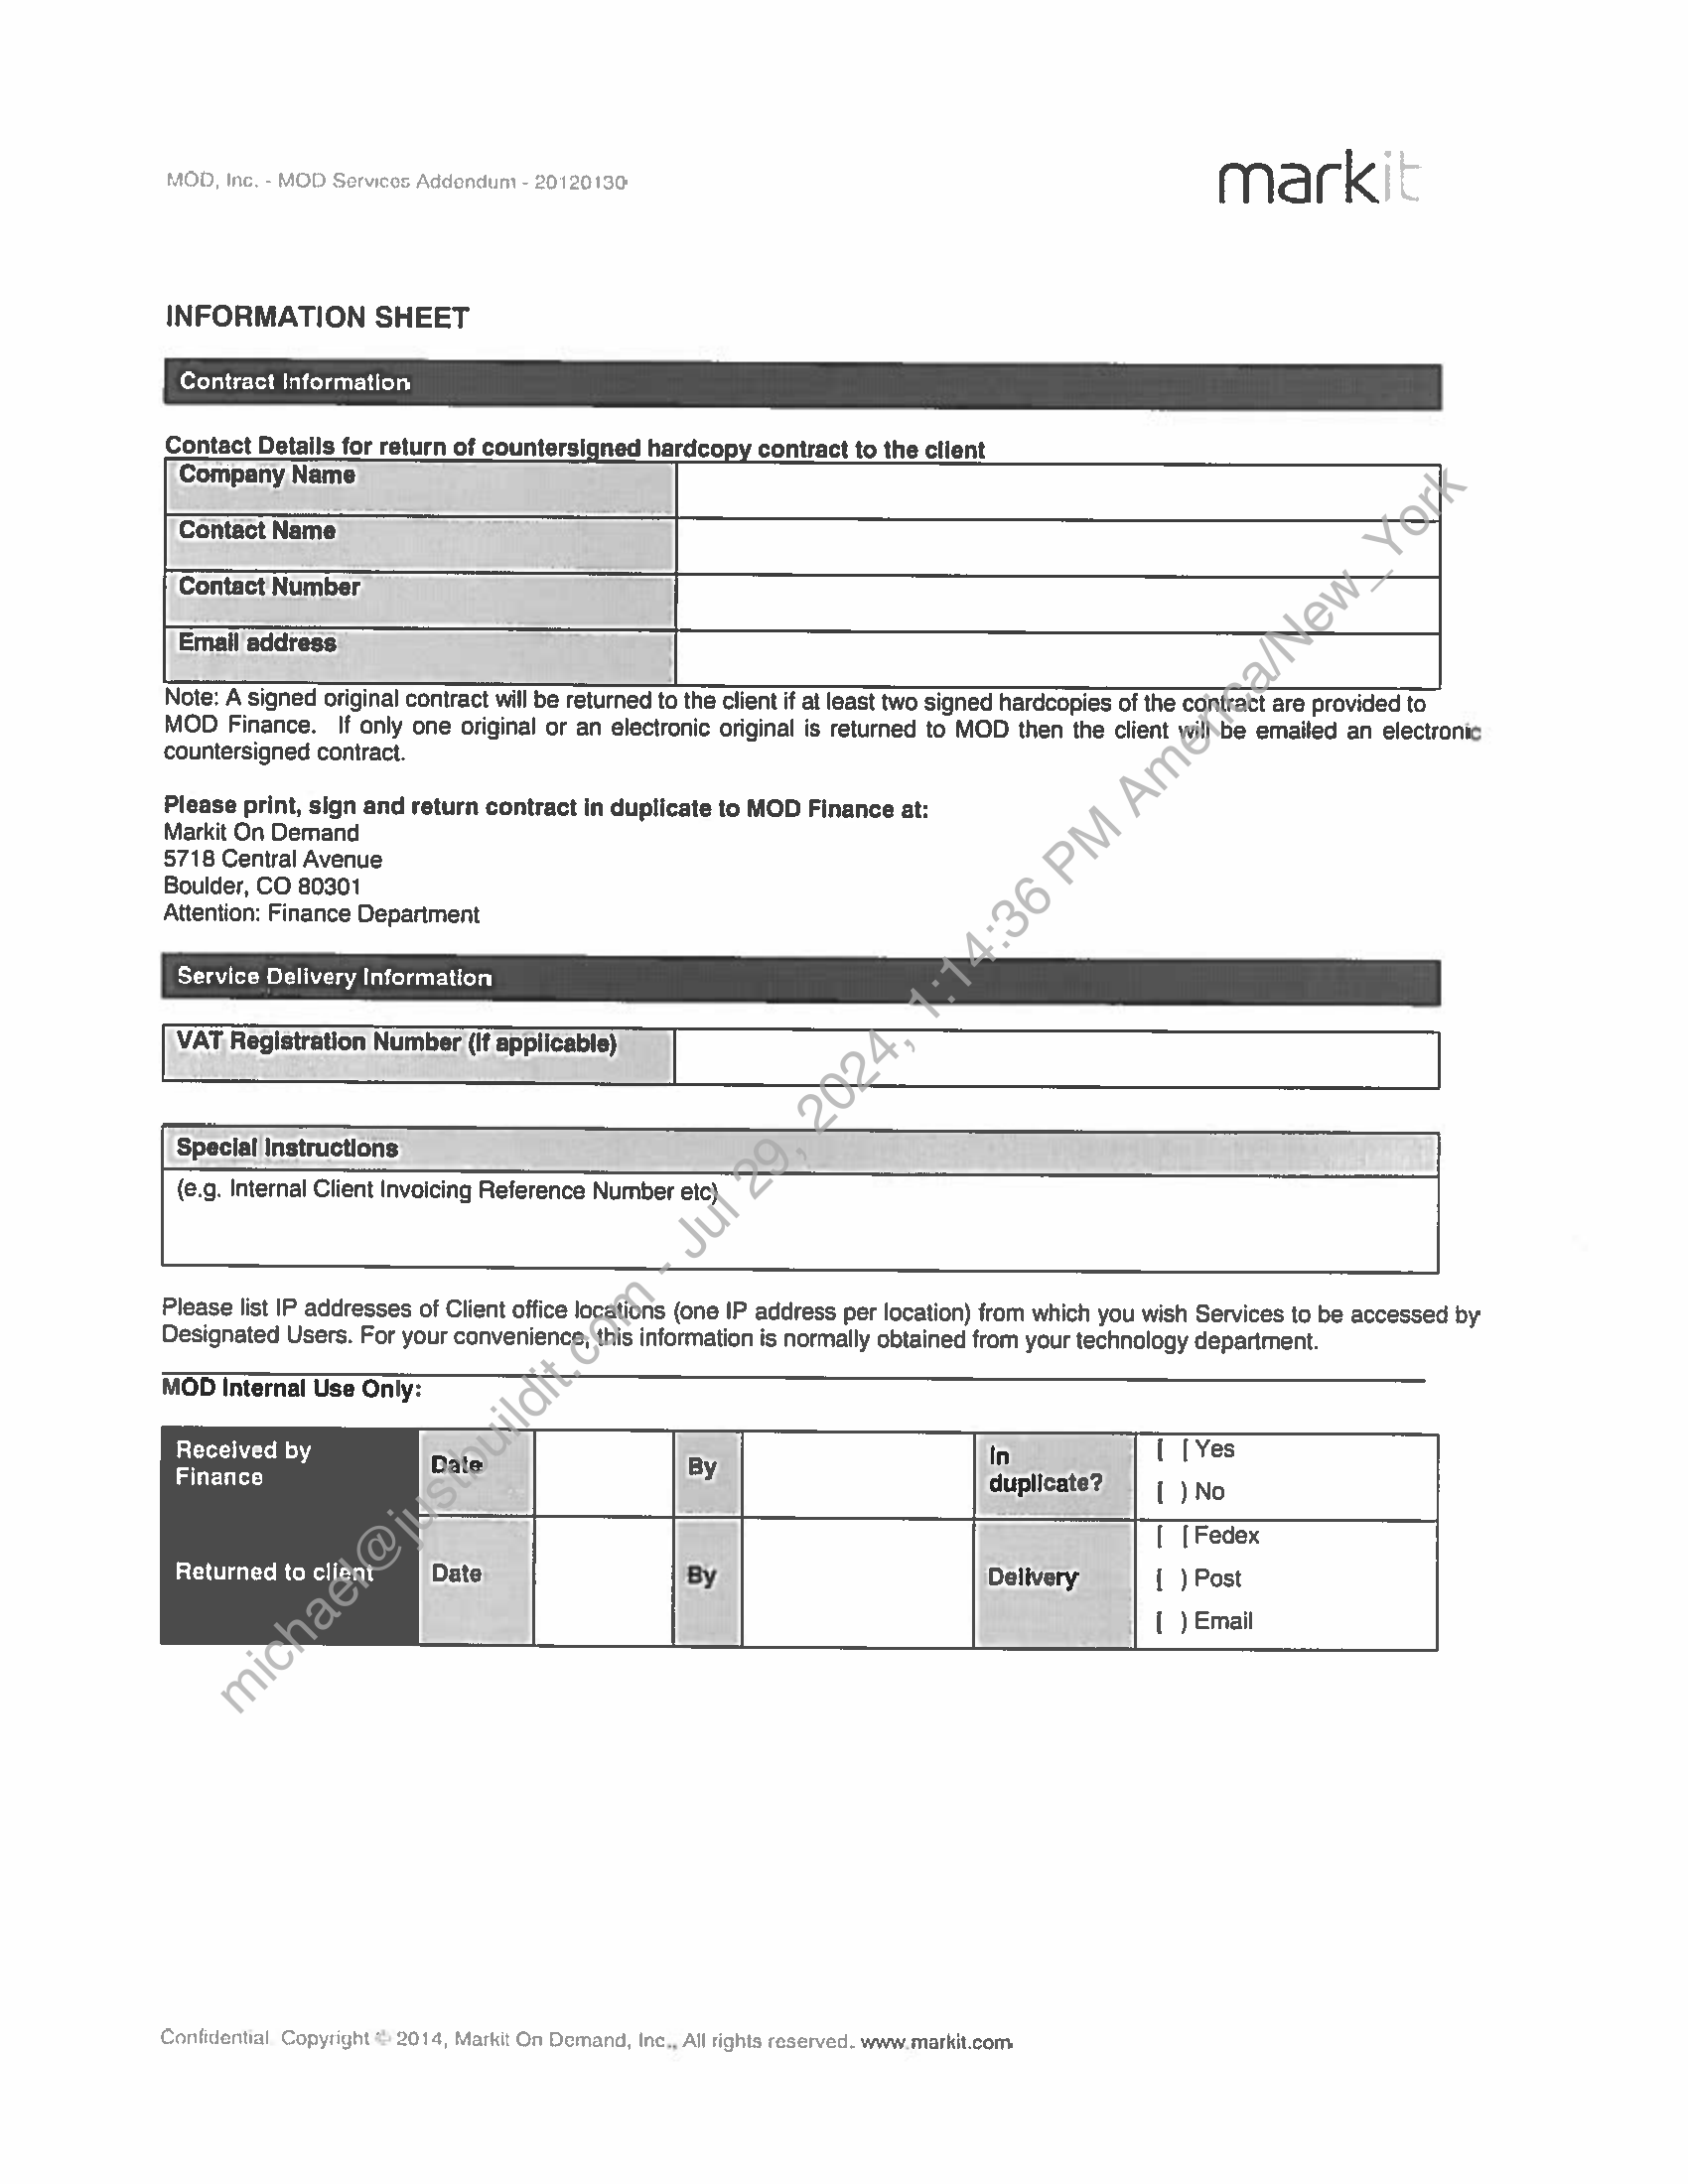 MOD, Inc. - MOD Services Addendum - 20120130
markit
INFORMATION SHEET
Contract Information
Contact Details for return of countersigned hardcopy contract to the client
Company Name
Contact Name
Contact Number
Email address
Note: A signed original contract will be returned to the client if at least two signed hardcopies of the contract are provided to
MOD Finance. If only one original or an electronic original is returned to MOD then the client will be emailed an electronic
countersigned contract.
Please print, sign and return contract in duplicate to MOD Finance at:
Markit On Demand
5718 Central Avenue
Boulder, CO 80301
Attention: Finance Department
Service Delivery Information
VAT Registration Number (If applicable)
Special Instructions
(e.g. Internal Client Invoicing Reference Number etc)
Please list IP addresses of Client office locations (one IP address per location) from which you wish Services to be accessed by
Designated Users. For your convenience, this information is normally obtained from your technology department.
MOD Internal Use Only:
Received by Finance Date By In duplicate? [ [ Yes
[ ) No
Returned to client Date By Delivery [ [ Fedex
[ ) Post
[ ) Email
michael@justbuildit.com - Jul 29, 2024, 1:14:36 PM America/New_York
Confidential. Copyright © 2014, Markit On Demand, Inc., All rights reserved. www.markit.com